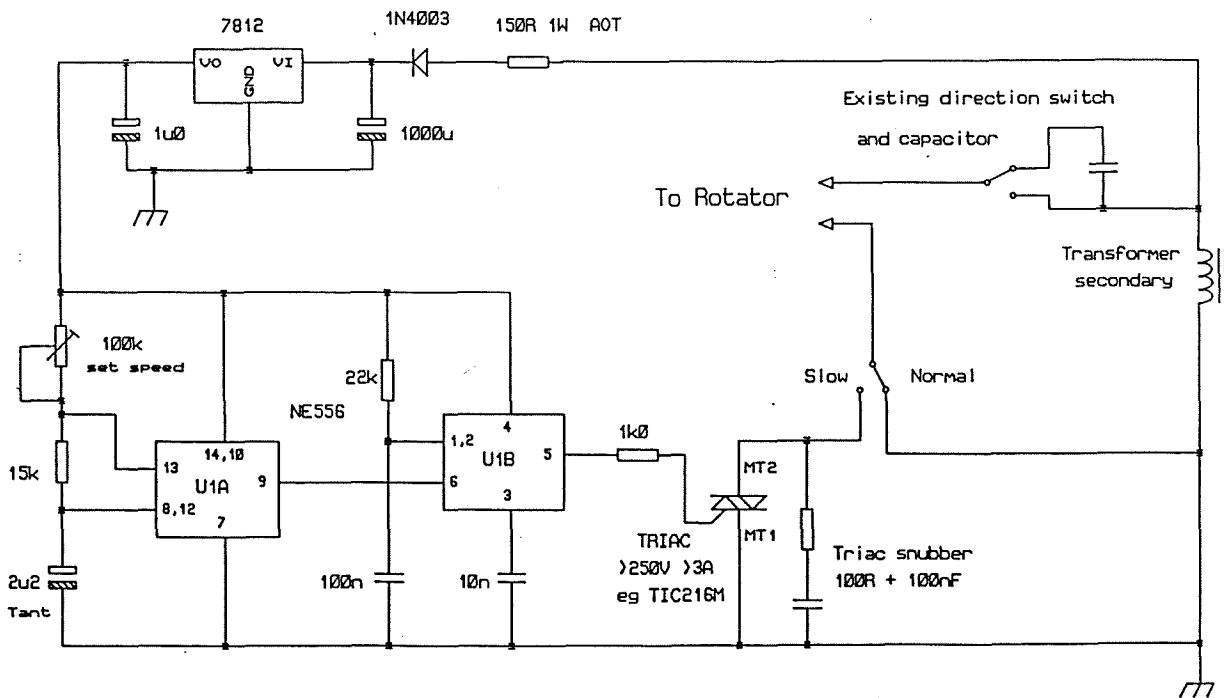 7812
1N4003
150R 1W AOT
VO
VI
GND
1u0
1000u
Existing direction switch
and capacitor
To Rotator
Transformer
secondary
100k
set speed
22k
NE556
Slow
Normal
15k
13
14,10
U1A
9
8,12
7
1,2
4
U1B
5
6
3
1k0
MT2
MT1
2u2
Tant
100n
10n
TRIAC
>250V >3A
eg TIC216M
Triac snubber
100R + 100nF